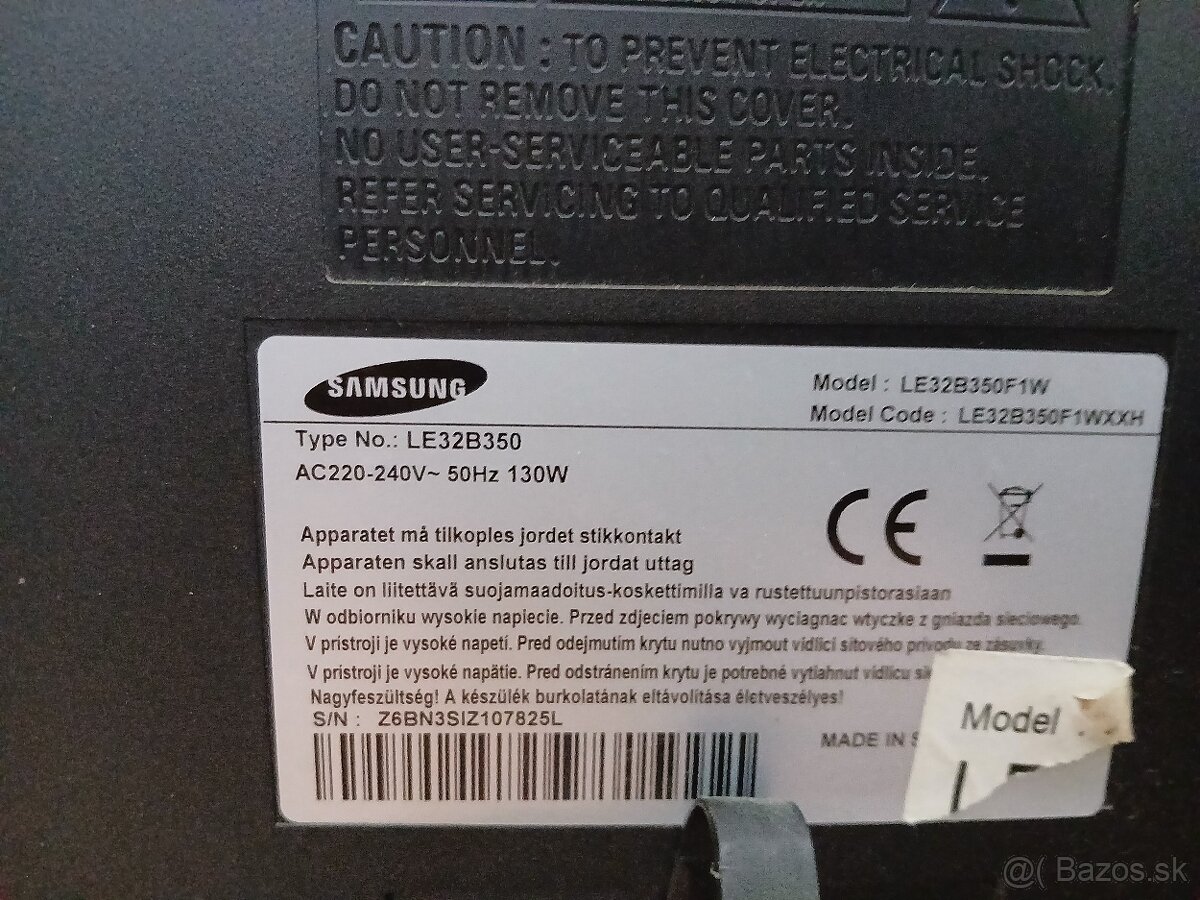 CAUTION : TO PREVENT ELECTRICAL SHOCK,
DO NOT REMOVE THIS COVER.
NO USER-SERVICEABLE PARTS INSIDE.
REFER SERVICING TO QUALIFIED SERVICE
PERSONNEL.
SAMSUNG
Model : LE32B350F1W
Model Code : LE32B350F1WXXH
Type No.: LE32B350
AC220-240V~ 50Hz 130W
CE
Apparatet må tilkoples jordet stikkontakt
Apparaten skall anslutas till jordat uttag
Laite on liitettävä suojamaadoitus-koskettimilla va rustettuunpistorasiaan
W odbiorniku wysokie napiecie. Przed zdjeciem pokrywy wyciagnac wtyczke z gniazda sieciowego.
V prístroji je vysoké napetí. Pred odejmutím krytu nutno vyjmout vidlici sítového privodu ze zásuvky.
V prístroji je vysoké napätie. Pred odstránením krytu je potrebné vytiahnut vidlicu
Nagyfeszültség! A készülék burkolatának eltávolítása életveszélyes!
S/N : Z6BN3SIZ107825L
MADE IN S
Model
@( Bazos.sk